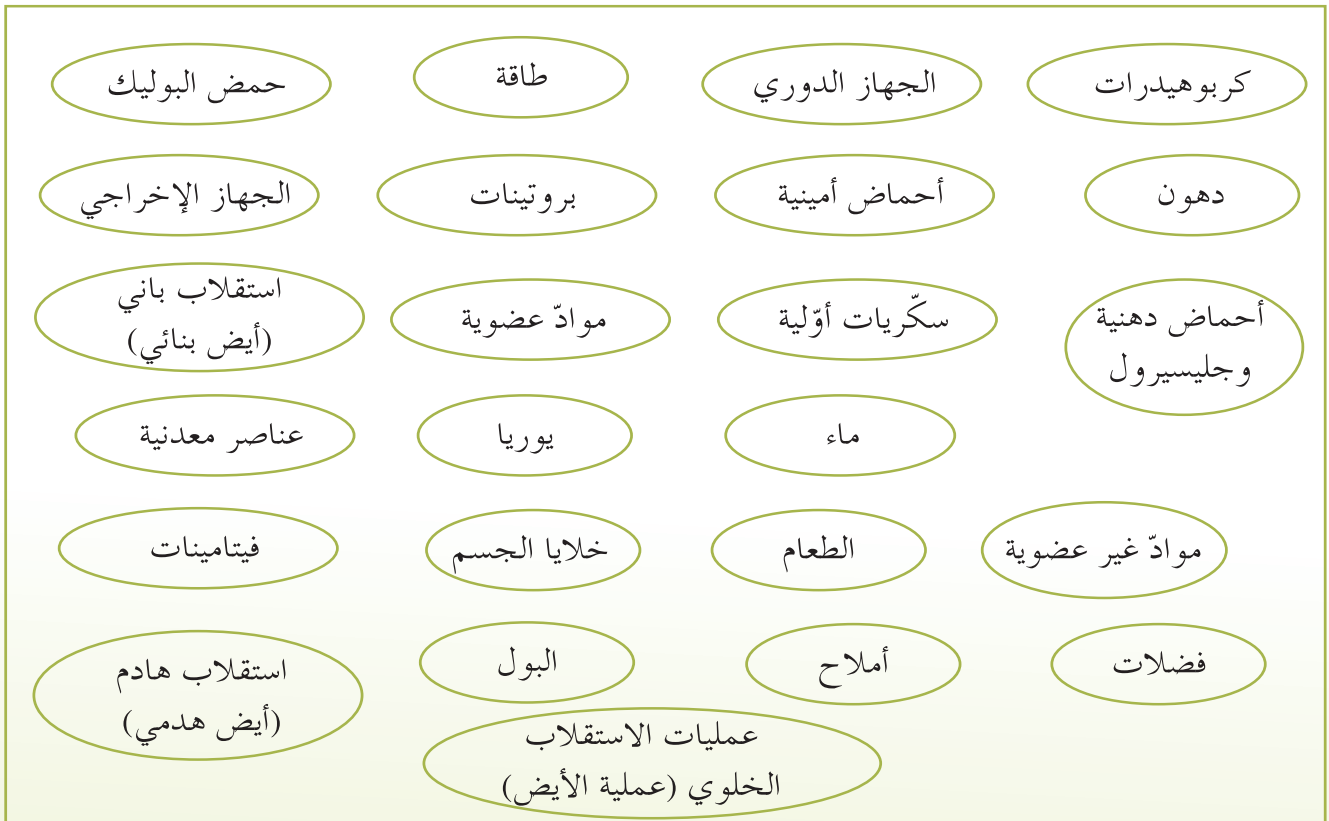 كربوهيدرات
الجهاز الدوري
طاقة
حمض البوليك
دهون
أحماض أمينية
بروتينات
الجهاز الإخراجي
أحماض دهنية
وجليسيرول
سكّريات أوّلية
موادّ عضوية
استقلاب باني
(أيض بنائي)
ماء
يوريا
عناصر معدنية
موادّ غير عضوية
الطعام
خلايا الجسم
فيتامينات
فضلات
أملاح
البول
استقلاب هادم
(أيض هدمي)
عمليات الاستقلاب
الخلوي (عملية الأيض)